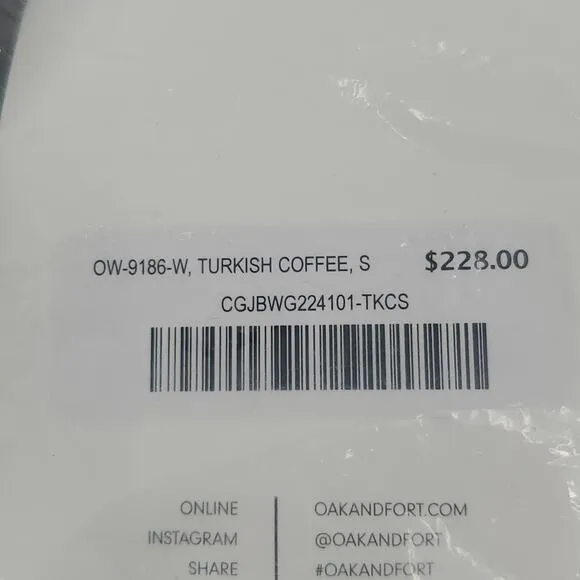 OW-9186-W, TURKISH COFFEE, S $228.00
CGJBWG224101-TKCS
ONLINE OAKANDFORT.COM
INSTAGRAM @OAKANDFORT
SHARE #OAKANDFORT